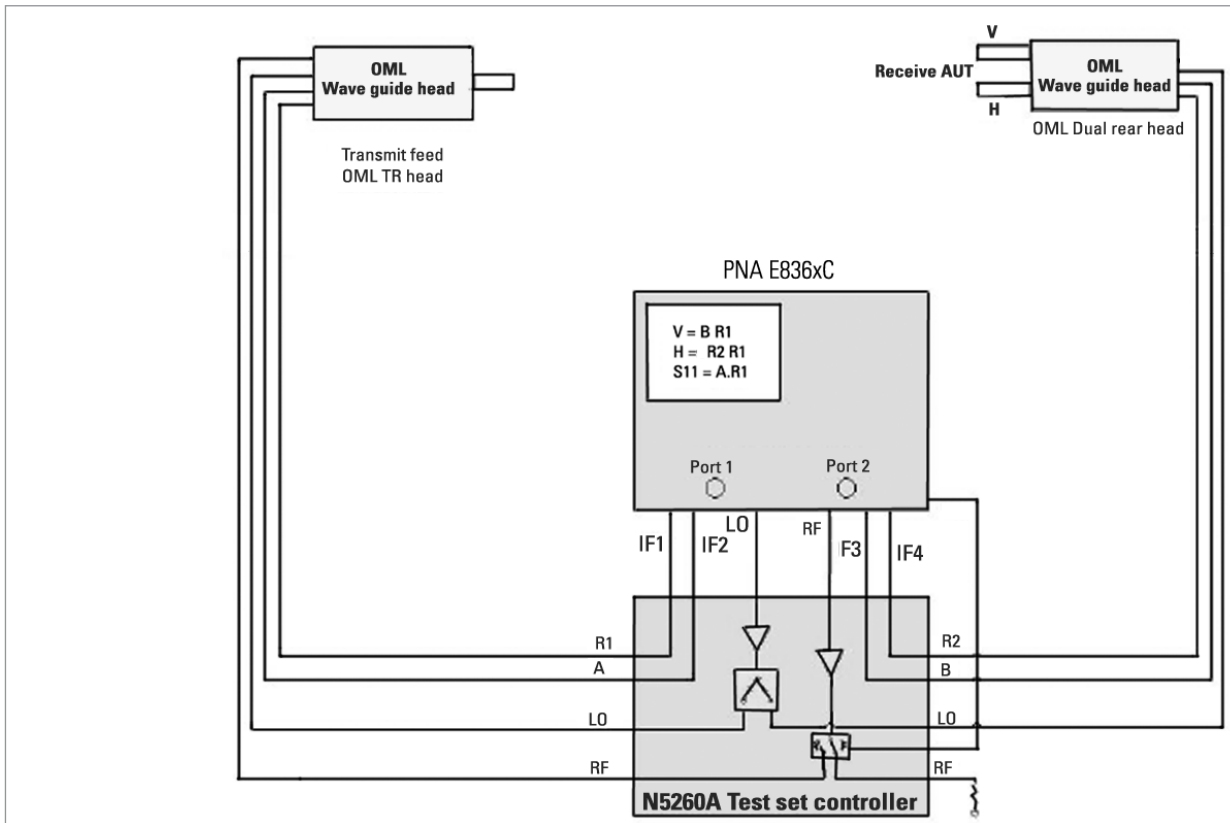 OML
Wave guide head
Transmit feed
OML TR head
V
Receive AUT
H
OML
Wave guide head
OML Dual rear head
PNA E836xC
V = B R1
H = R2 R1
S11 = A.R1
Port 1
Port 2
IF1
IF2
LO
RF
F3
IF4
R1
A
LO
RF
R2
B
LO
RF
N5260A Test set controller